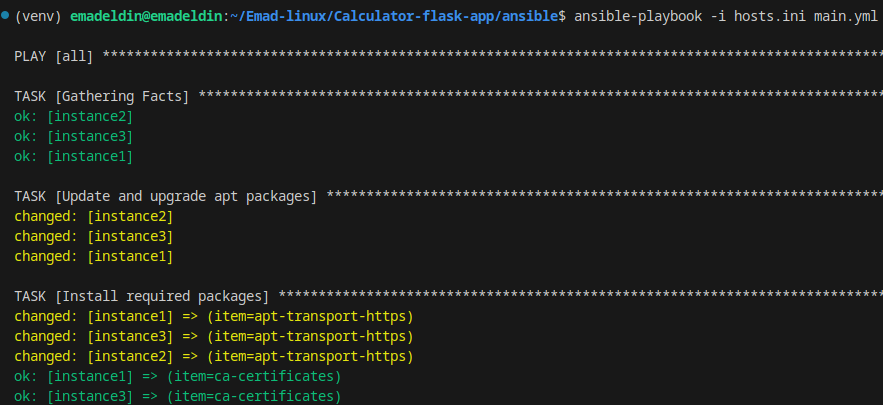 (venv) emadeldin@emadeldin:~/Emad-linux/Calculator-flask-app/ansible$ ansible-playbook -i hosts.ini main.yml
PLAY [all] *************************************************************************************************
TASK [Gathering Facts] *************************************************************************************
ok: [instance2]
ok: [instance3]
ok: [instance1]
TASK [Update and upgrade apt packages] *********************************************************************
changed: [instance2]
changed: [instance3]
changed: [instance1]
TASK [Install required packages] ***************************************************************************
changed: [instance1] => (item=apt-transport-https)
changed: [instance3] => (item=apt-transport-https)
changed: [instance2] => (item=apt-transport-https)
ok: [instance1] => (item=ca-certificates)
ok: [instance3] => (item=ca-certificates)